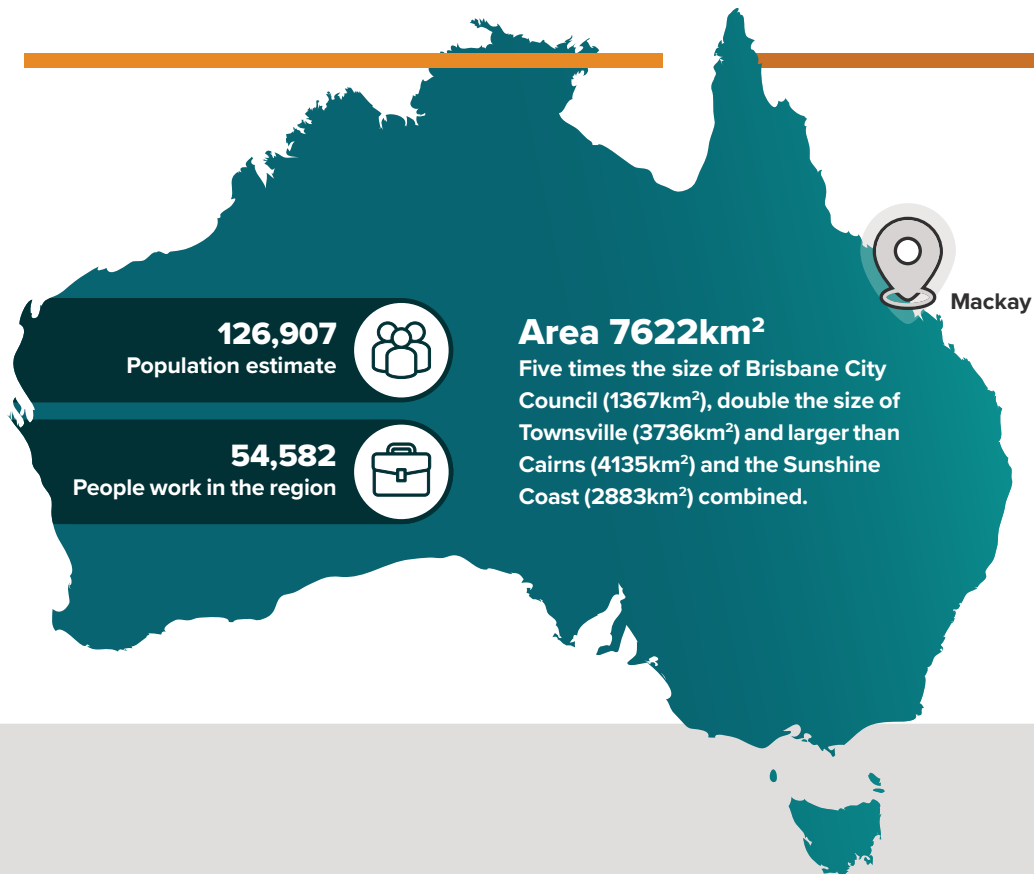 Mackay
126,907
Population estimate
54,582
People work in the region
Area 7622km²
Five times the size of Brisbane City
Council (1367km²), double the size of
Townsville (3736km²) and larger than
Cairns (4135km²) and the Sunshine
Coast (2883km²) combined.